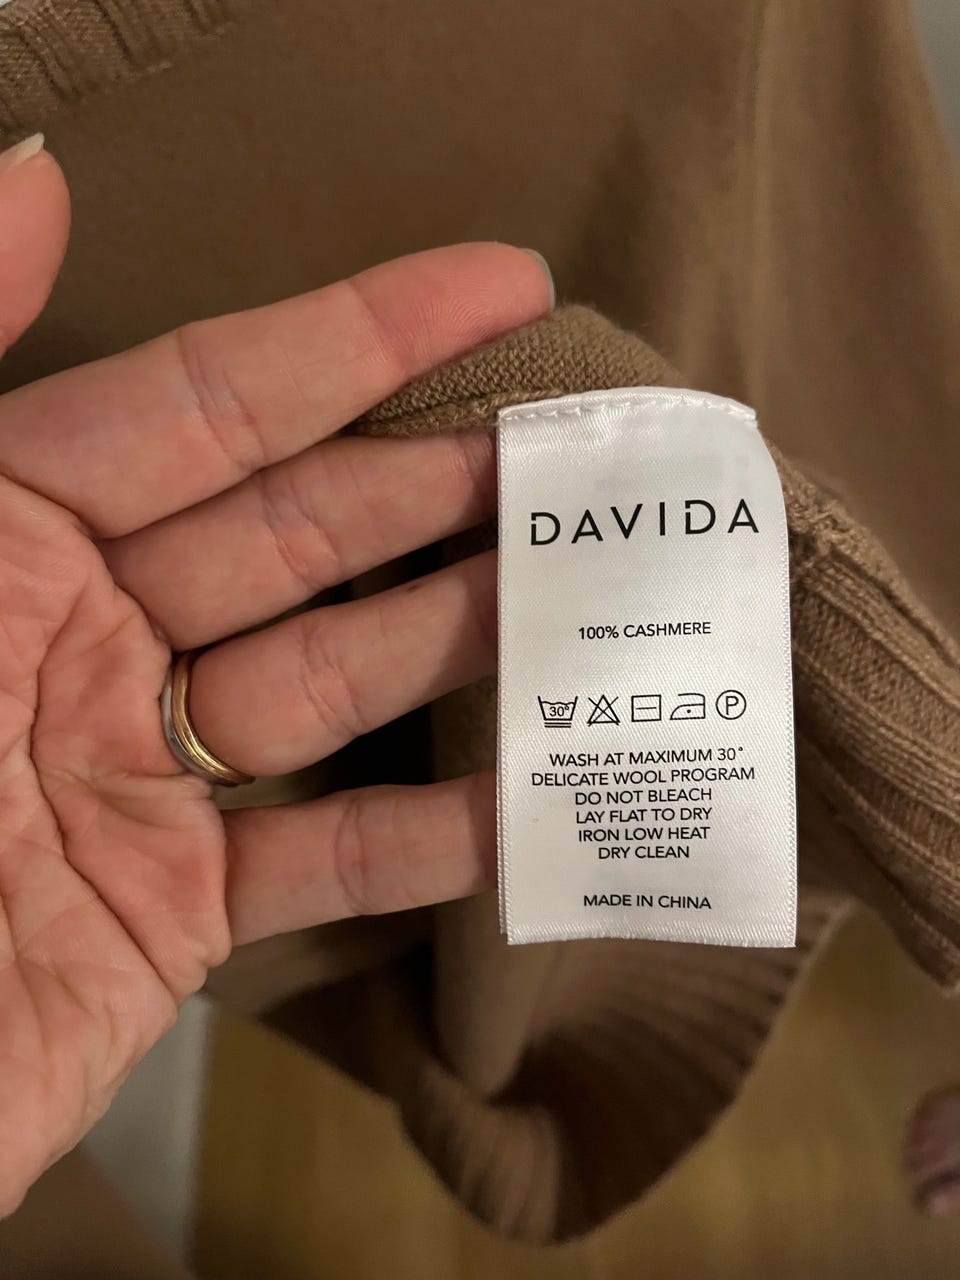 DAVIDA
100% CASHMERE
30° P
WASH AT MAXIMUM 30°
DELICATE WOOL PROGRAM
DO NOT BLEACH
LAY FLAT TO DRY
IRON LOW HEAT
DRY CLEAN
MADE IN CHINA